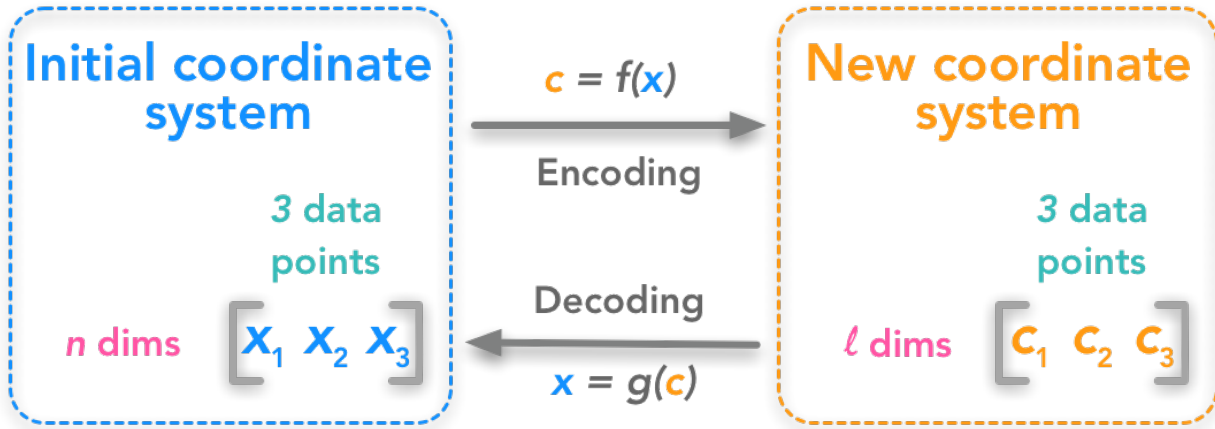 Initial coordinate
system
3 data
points
n dims
[x₁ x₂ x₃]
c = f(x)
Encoding
Decoding
x = g(c)
New coordinate
system
3 data
points
ℓ dims
[c₁ c₂ c₃]